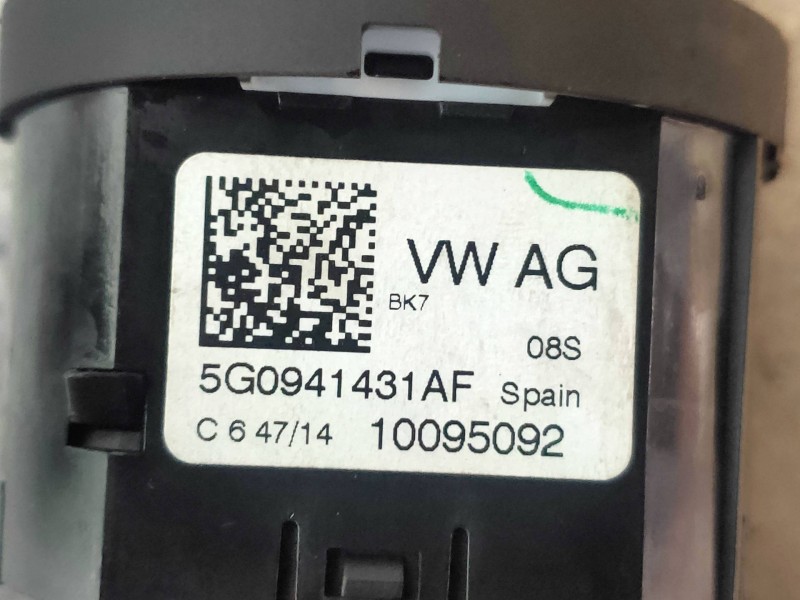 VW AG
BK7
08S
5G0941431AF Spain
C 6 47/14 10095092